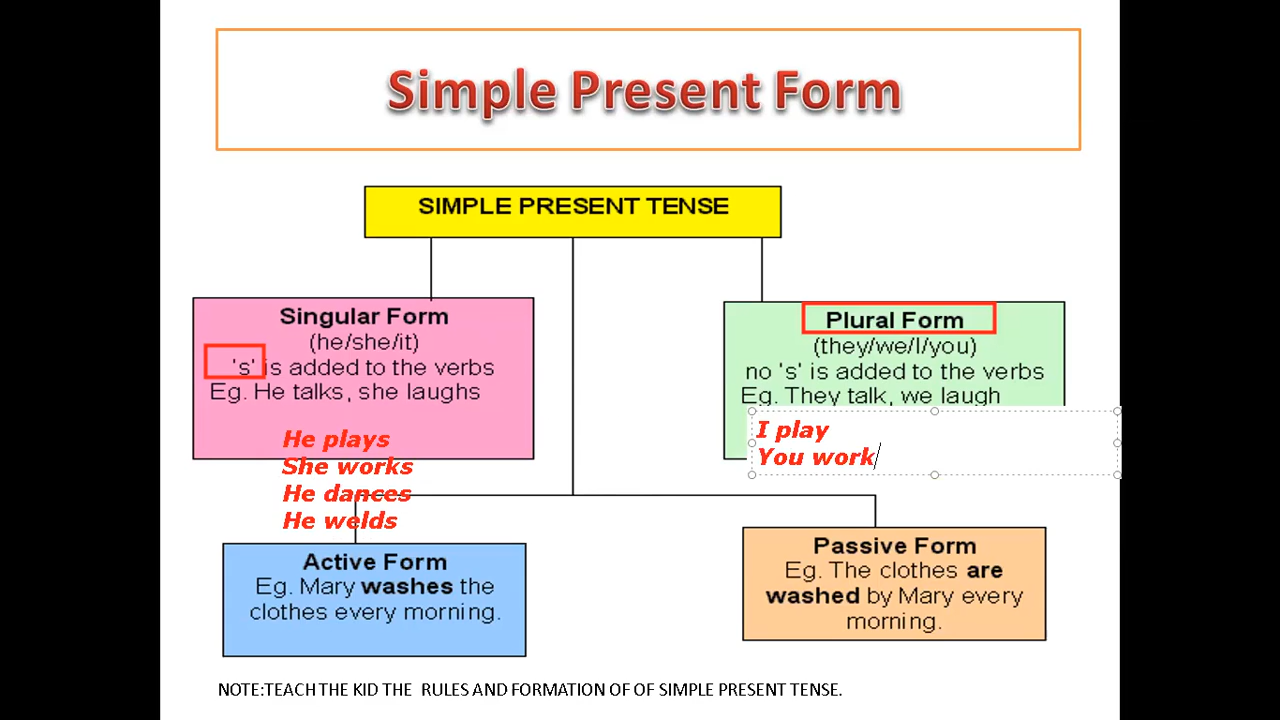 Simple Present Form
SIMPLE PRESENT TENSE
Singular Form
(he/she/it)
's' is added to the verbs
Eg. He talks, she laughs
He plays
She works
He dances
He welds
Plural Form
(they/we/I/you)
no 's' is added to the verbs
Eg. They talk, we laugh
I play
You work
Active Form
Eg. Mary washes the
clothes every morning.
Passive Form
Eg. The clothes are
washed by Mary every
morning.
NOTE:TEACH THE KID THE RULES AND FORMATION OF OF SIMPLE PRESENT TENSE.